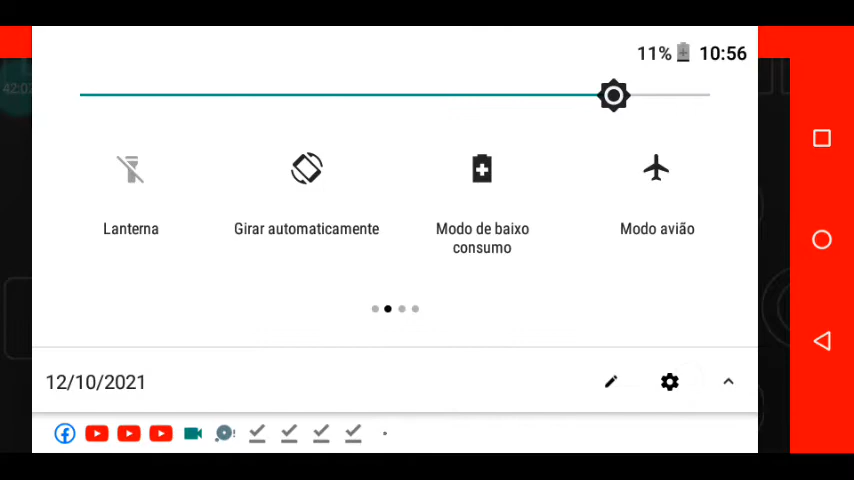 11% 10:56
Lanterna
Girar automaticamente
Modo de baixo
consumo
Modo avião
12/10/2021